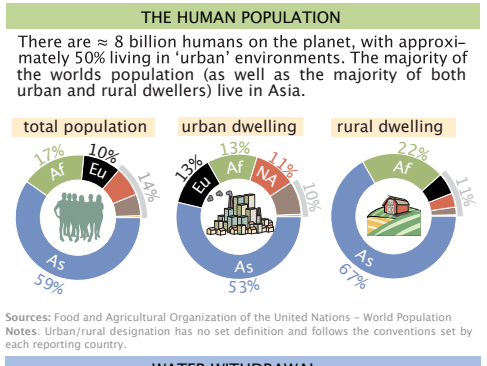 THE HUMAN POPULATION
There are ≈ 8 billion humans on the planet, with approxi-
mately 50% living in ‘urban’ environments. The majority of
the worlds population (as well as the majority of both
urban and rural dwellers) live in Asia.
total population
urban dwelling
rural dwelling
17%
10%
Af
Eu
14%
As
59%
13%
13%
11%
Eu
Af
NA
10%
As
53%
22%
Af
11%
As
67%
Sources: Food and Agricultural Organization of the United Nations – World Population
Notes: Urban/rural designation has no set definition and follows the conventions set by
each reporting country.
WATER WITHDRAWAL